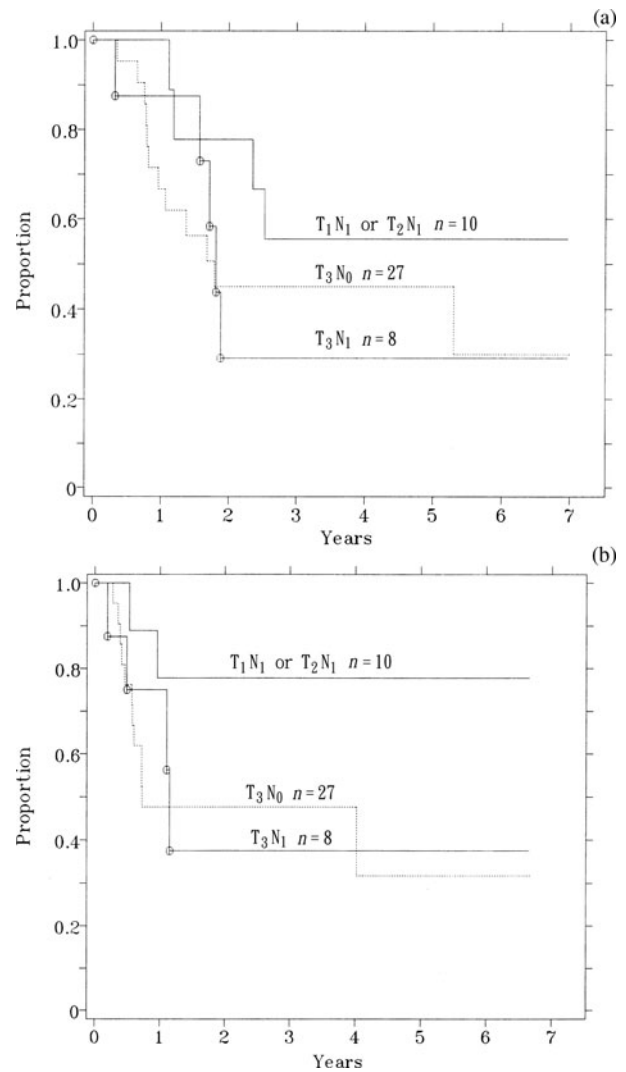 (a)
1.0
0.8
0.6
0.4
0.2
0
Proportion
T₁N₁ or T₂N₁ n=10
T₃N₀ n=27
T₃N₁ n=8
0 1 2 3 4 5 6 7
Years
(b)
1.0
0.8
0.6
0.4
0.2
0
Proportion
T₁N₁ or T₂N₁ n=10
T₃N₀ n=27
T₃N₁ n=8
0 1 2 3 4 5 6 7
Years